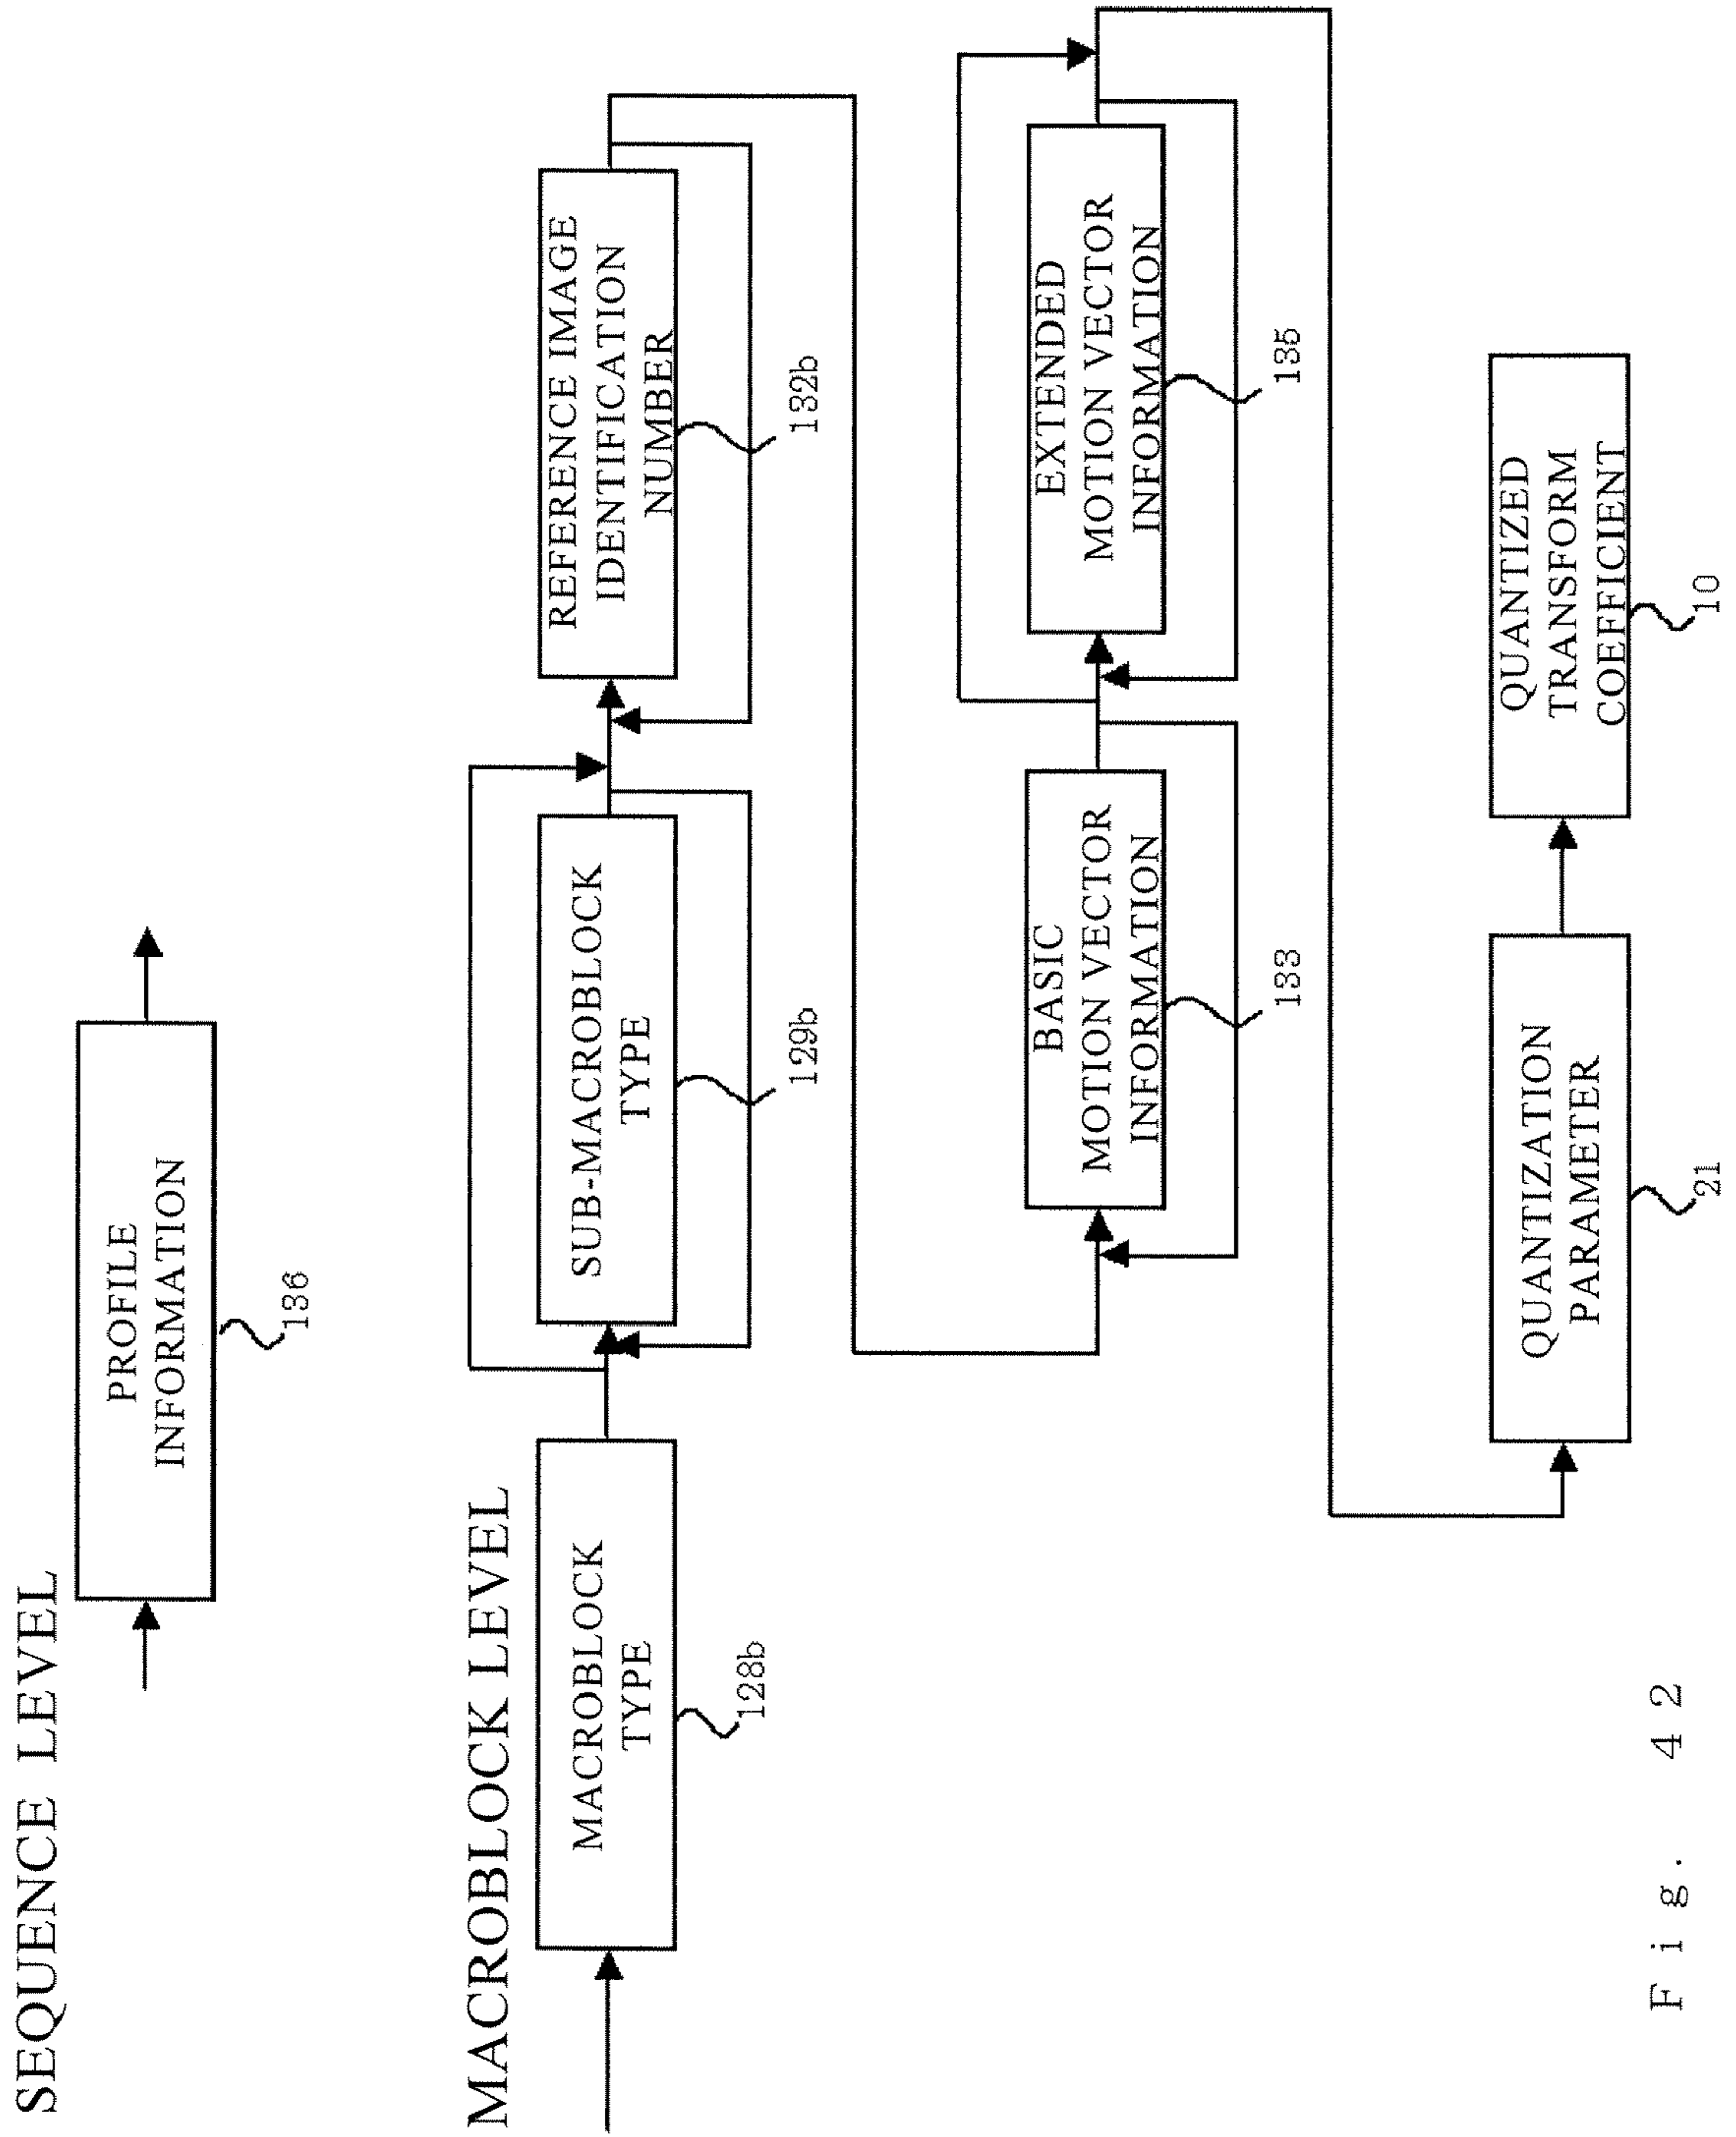 SEQUENCE LEVEL
PROFILE
INFORMATION
136
MACROBLOCK LEVEL
MACROBLOCK
TYPE
128b
SUB-MACROBLOCK
TYPE
129b
REFERENCE IMAGE
IDENTIFICATION
NUMBER
132b
BASIC
MOTION VECTOR
INFORMATION
133
EXTENDED
MOTION VECTOR
INFORMATION
135
QUANTIZATION
PARAMETER
21
QUANTIZED
TRANSFORM
COEFFICIENT
10
Fig. 42